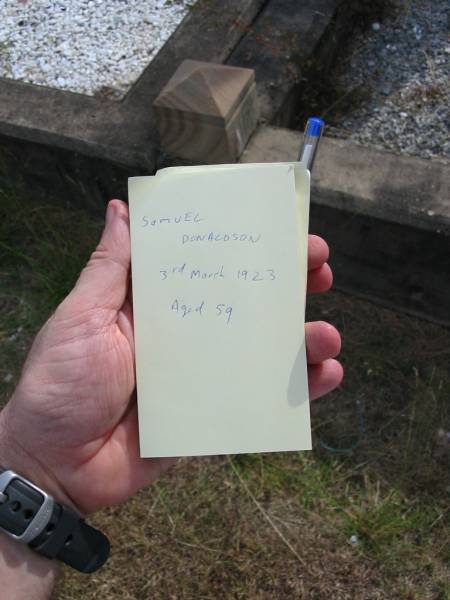 SamUEL
DONALDSON
3rd March 1923
Aged 59